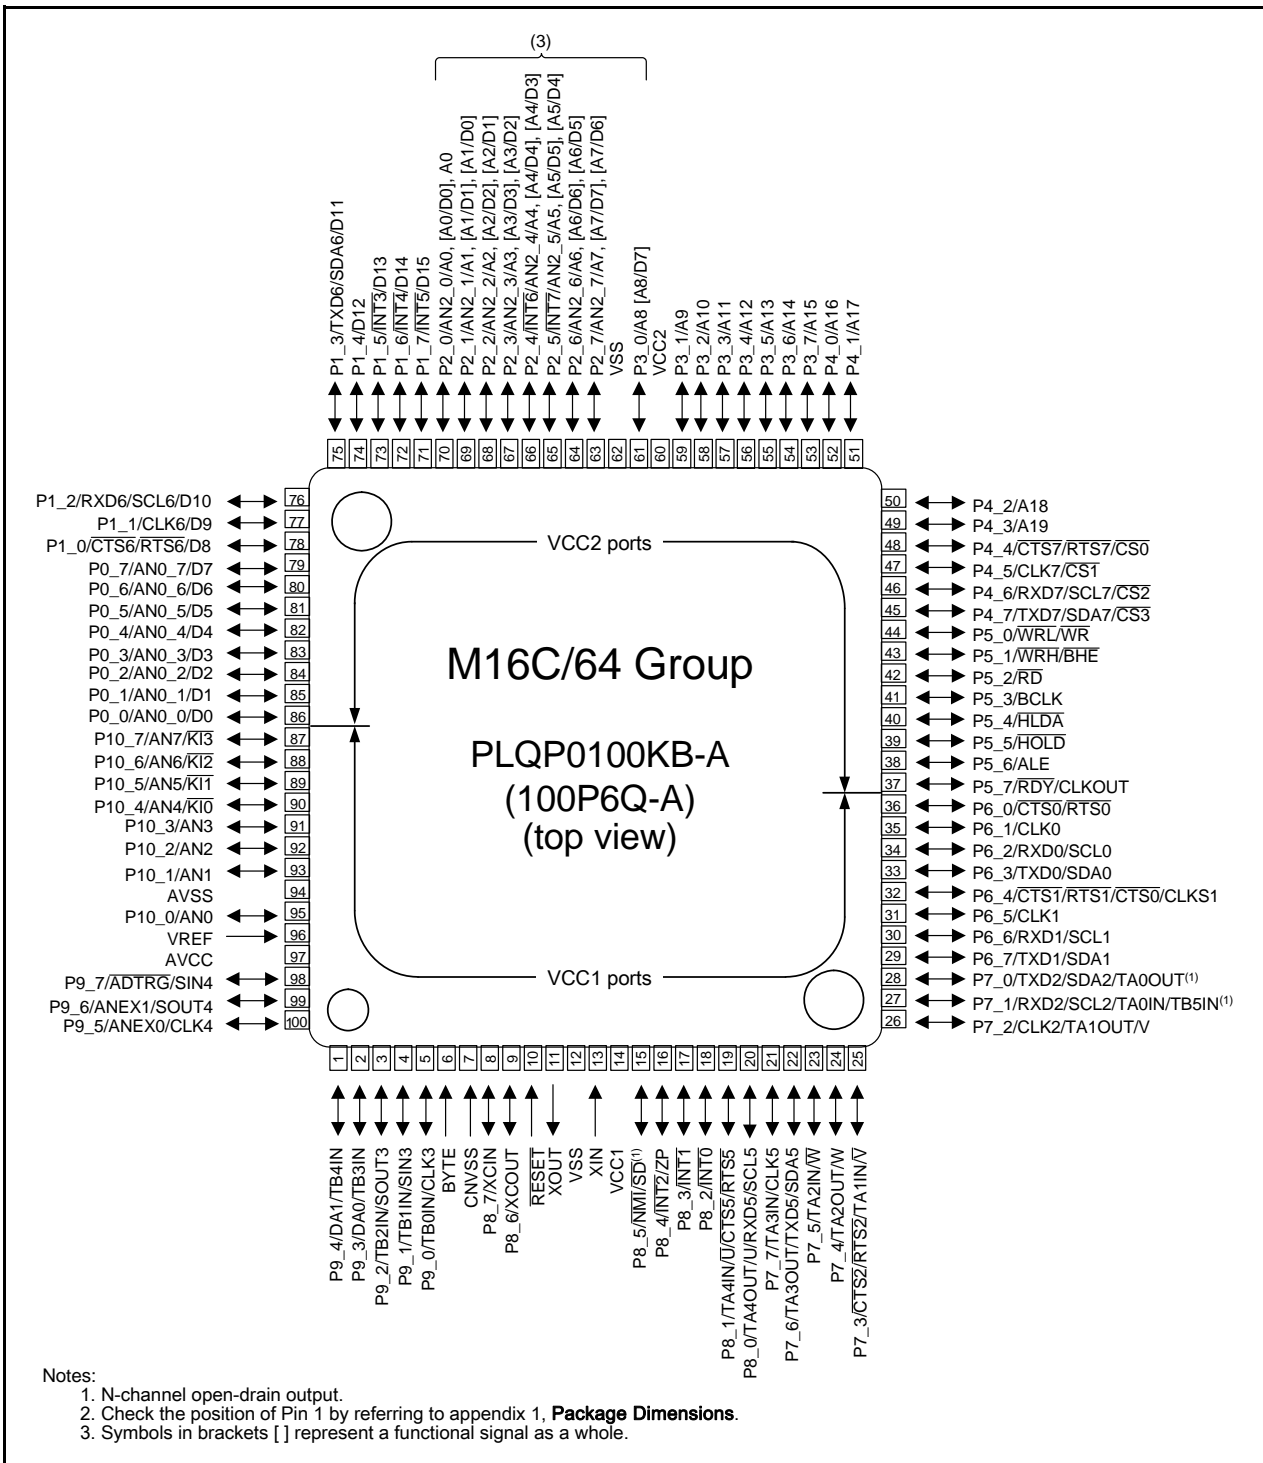 (3)
P1_3/TXD6/SDA6/D11
P1_4/D12
P1_5/INT3/D13
P1_6/INT4/D14
P1_7/INT5/D15
P2_0/AN2_0/A0, [A0/D0], A0
P2_1/AN2_1/A1, [A1/D1], [A1/D0]
P2_2/AN2_2/A2, [A2/D2], [A2/D1]
P2_3/AN2_3/A3, [A3/D3], [A3/D2]
P2_4/INT6/AN2_4/A4, [A4/D4], [A4/D3]
P2_5/INT7/AN2_5/A5, [A5/D5], [A5/D4]
P2_6/AN2_6/A6, [A6/D6], [A6/D5]
P2_7/AN2_7/A7, [A7/D7], [A7/D6]
VSS
P3_0/A8 [A8/D7]
VCC2
P3_1/A9
P3_2/A10
P3_3/A11
P3_4/A12
P3_5/A13
P3_6/A14
P3_7/A15
P4_0/A16
P4_1/A17
75 74 73 72 71 70 69 68 67 66 65 64 63 62 61 60 59 58 57 56 55 54 53 52 51
P1_2/RXD6/SCL6/D10 76
P1_1/CLK6/D9 77
P1_0/CTS6/RTS6/D8 78
P0_7/AN0_7/D7 79
P0_6/AN0_6/D6 80
P0_5/AN0_5/D5 81
P0_4/AN0_4/D4 82
P0_3/AN0_3/D3 83
P0_2/AN0_2/D2 84
P0_1/AN0_1/D1 85
P0_0/AN0_0/D0 86
P10_7/AN7/KI3 87
P10_6/AN6/KI2 88
P10_5/AN5/KI1 89
P10_4/AN4/KI0 90
P10_3/AN3 91
P10_2/AN2 92
P10_1/AN1 93
AVSS 94
P10_0/AN0 95
VREF 96
AVCC 97
P9_7/ADTRG/SIN4 98
P9_6/ANEX1/SOUT4 99
P9_5/ANEX0/CLK4 100
VCC2 ports
M16C/64 Group
PLQP0100KB-A
(100P6Q-A)
(top view)
VCC1 ports
50 P4_2/A18
49 P4_3/A19
48 P4_4/CTS7/RTS7/CS0
47 P4_5/CLK7/CS1
46 P4_6/RXD7/SCL7/CS2
45 P4_7/TXD7/SDA7/CS3
44 P5_0/WRL/WR
43 P5_1/WRH/BHE
42 P5_2/RD
41 P5_3/BCLK
40 P5_4/HLDA
39 P5_5/HOLD
38 P5_6/ALE
37 P5_7/RDY/CLKOUT
36 P6_0/CTS0/RTS0
35 P6_1/CLK0
34 P6_2/RXD0/SCL0
33 P6_3/TXD0/SDA0
32 P6_4/CTS1/RTS1/CTS0/CLKS1
31 P6_5/CLK1
30 P6_6/RXD1/SCL1
29 P6_7/TXD1/SDA1
28 P7_0/TXD2/SDA2/TA0OUT(1)
27 P7_1/RXD2/SCL2/TA0IN/TB5IN(1)
26 P7_2/CLK2/TA1OUT/V
1 2 3 4 5 6 7 8 9 10 11 12 13 14 15 16 17 18 19 20 21 22 23 24 25
P9_4/DA1/TB4IN
P9_3/DA0/TB3IN
P9_2/TB2IN/SOUT3
P9_1/TB1IN/SIN3
P9_0/TB0IN/CLK3
BYTE
CNVSS
P8_7/XCIN
P8_6/XCOUT
RESET
XOUT
VSS
XIN
VCC1
P8_5/NMI/SD(1)
P8_4/INT2/ZP
P8_3/INT1
P8_2/INT0
P8_1/TA4IN/U/CTS5/RTS5
P8_0/TA4OUT/U/RXD5/SCL5
P7_7/TA3IN/CLK5
P7_6/TA3OUT/TXD5/SDA5
P7_5/TA2IN/W
P7_4/TA2OUT/W
P7_3/CTS2/RTS2/TA1IN/V
Notes:
1. N-channel open-drain output.
2. Check the position of Pin 1 by referring to appendix 1, Package Dimensions.
3. Symbols in brackets [ ] represent a functional signal as a whole.